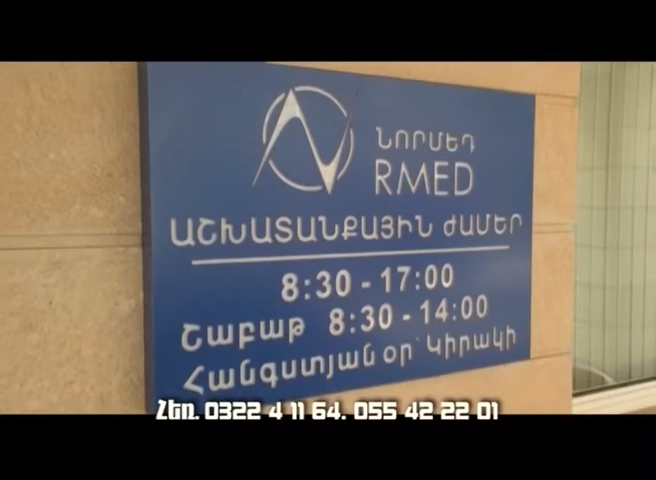 ՆՈՐՄԵԴ
RMED
ԱՇԽԱՏԱՆՔԱՅԻՆ ԺԱՄԵՐ
8:30 - 17:00
Շաբաթ 8:30 - 14:00
Հանգստյան օր՝ Կիրակի
Հեռ. 0322 4 11 64. 055 42 22 01